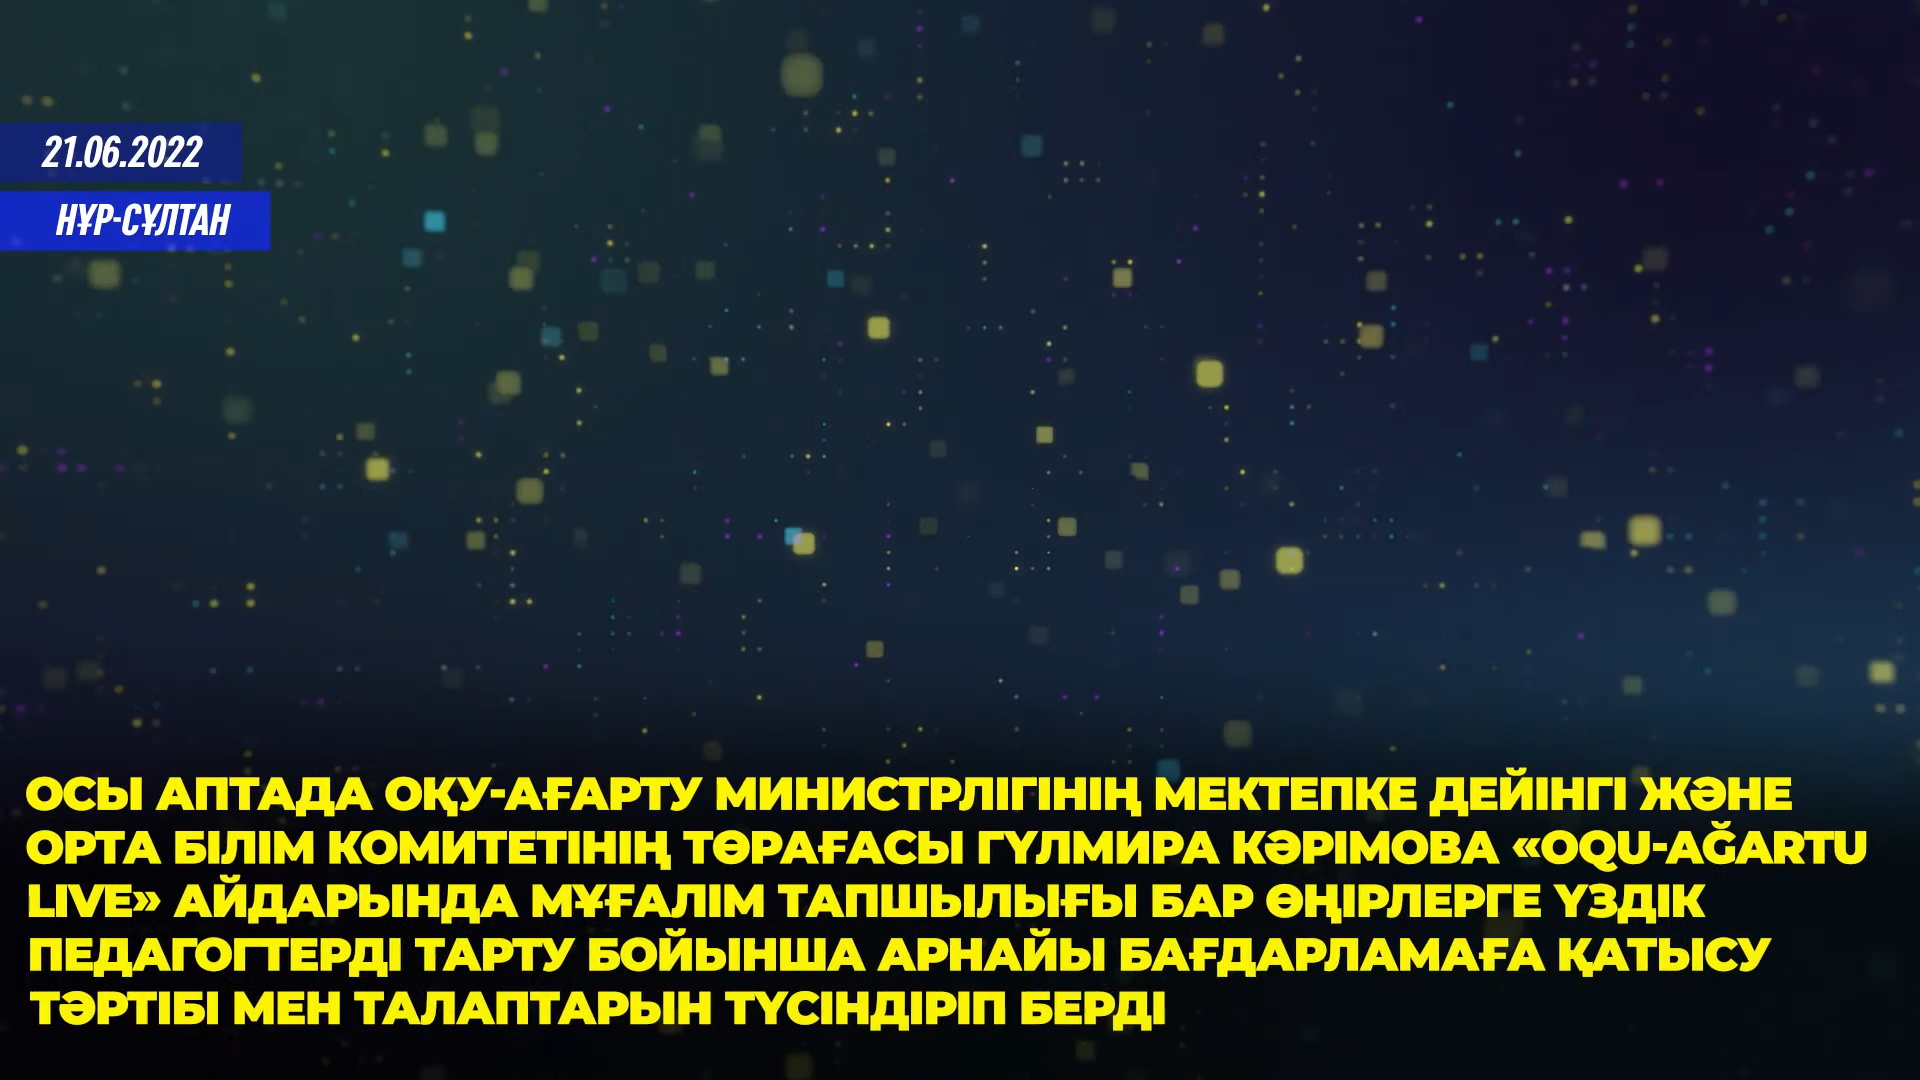 21.06.2022
НҰР-СҰЛТАН
ОСЫ АПТАДА ОҚУ-АҒАРТУ МИНИСТРЛІГІНІҢ МЕКТЕПКЕ ДЕЙІНГІ ЖӘНЕ
ОРТА БІЛІМ КОМИТЕТІНІҢ ТӨРАҒАСЫ ГҮЛМИРА КӘРІМОВА «OQU-AĞARTU
LIVE» АЙДАРЫНДА МҰҒАЛІМ ТАПШЫЛЫҒЫ БАР ӨҢІРЛЕРГЕ ҮЗДІК
ПЕДАГОГТЕРДІ ТАРТУ БОЙЫНША АРНАЙЫ БАҒДАРЛАМАҒА ҚАТЫСУ
ТӘРТІБІ МЕН ТАЛАПТАРЫН ТҮСІНДІРІП БЕРДІ